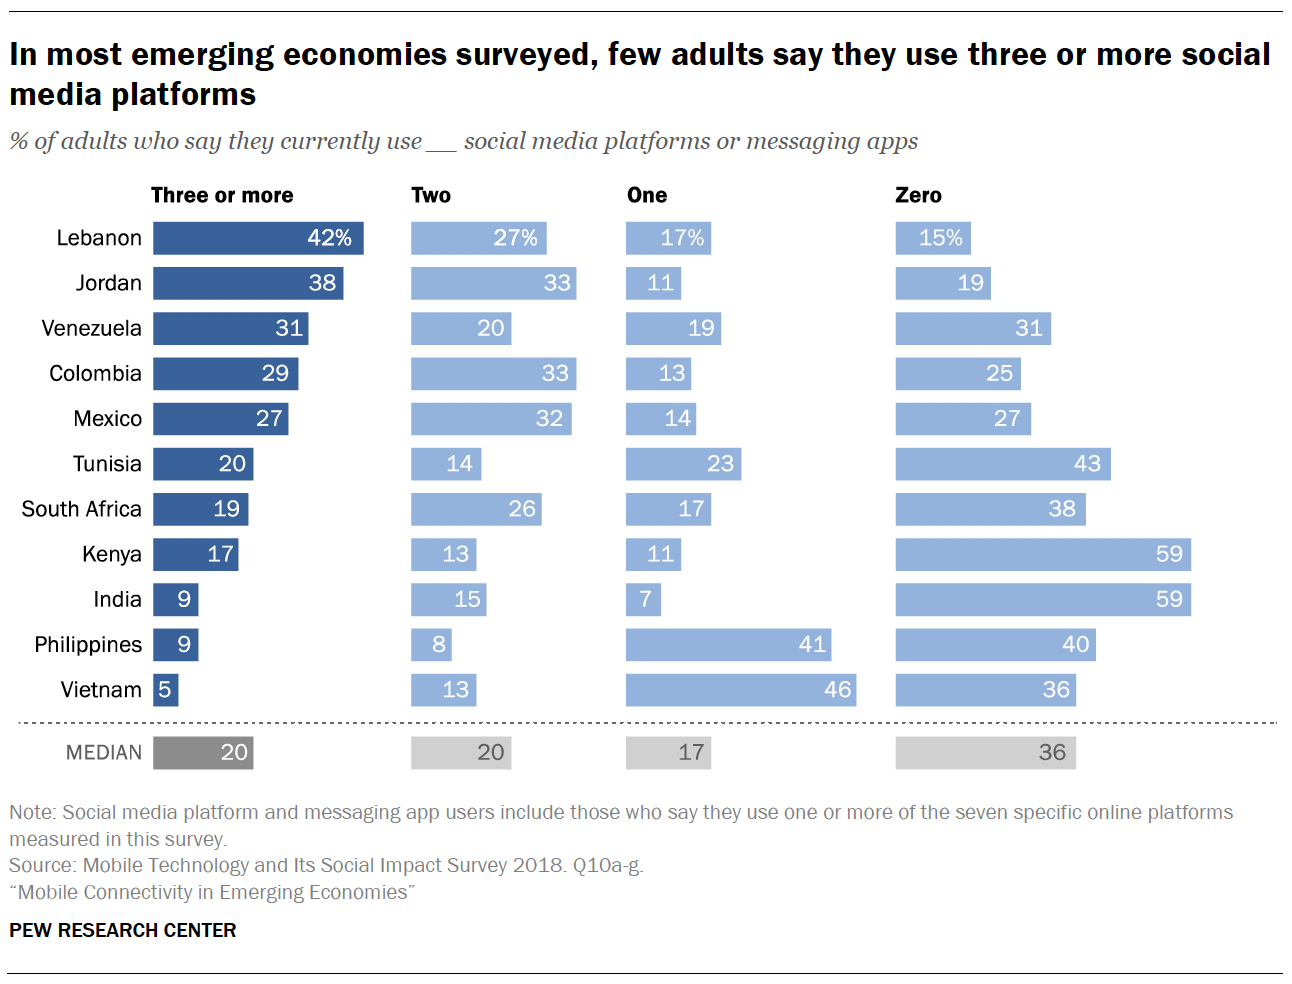 In most emerging economies surveyed, few adults say they use three or more social
media platforms
% of adults who say they currently use __ social media platforms or messaging apps
Three or more Two One Zero
Lebanon 42% 27% 17% 15%
Jordan 38 33 11 19
Venezuela 31 20 19 31
Colombia 29 33 13 25
Mexico 27 32 14 27
Tunisia 20 14 23 43
South Africa 19 26 17 38
Kenya 17 13 11 59
India 9 15 7 59
Philippines 9 8 41 40
Vietnam 5 13 46 36
MEDIAN 20 20 17 36
Note: Social media platform and messaging app users include those who say they use one or more of the seven specific online platforms
measured in this survey.
Source: Mobile Technology and Its Social Impact Survey 2018. Q10a-g.
“Mobile Connectivity in Emerging Economies”
PEW RESEARCH CENTER